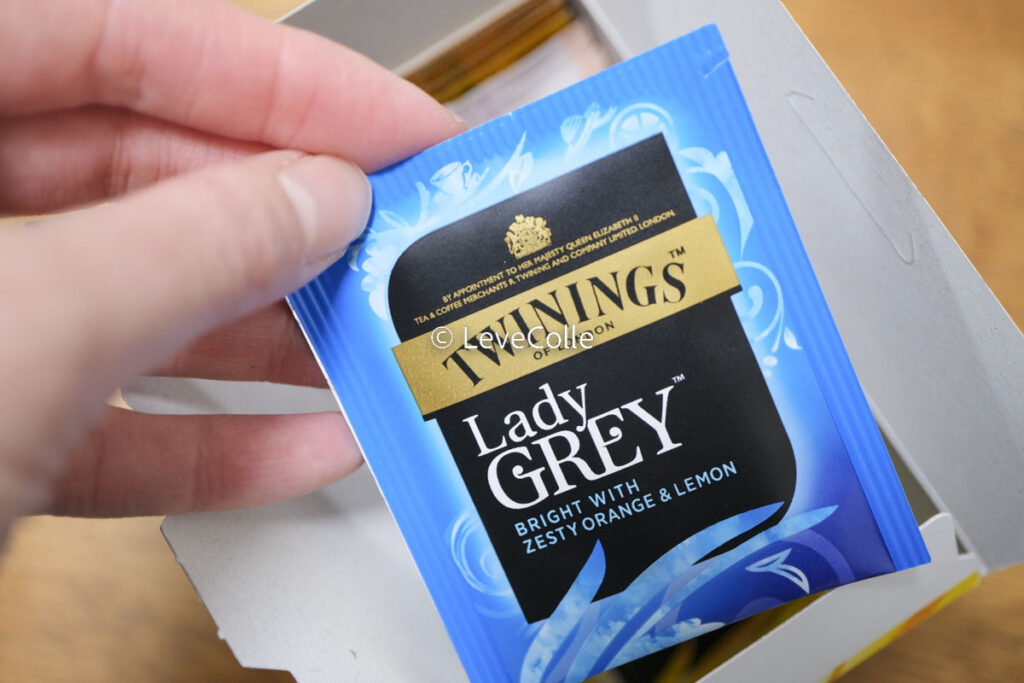 BY APPOINTMENT TO HER MAJESTY QUEEN ELIZABETH II
TEA & COFFEE MERCHANTS R. TWINING AND COMPANY LIMITED. LONDON.
TWININGS™
OF LONDON
© LeveColle
Lady
GREY™
BRIGHT WITH
ZESTY ORANGE & LEMON